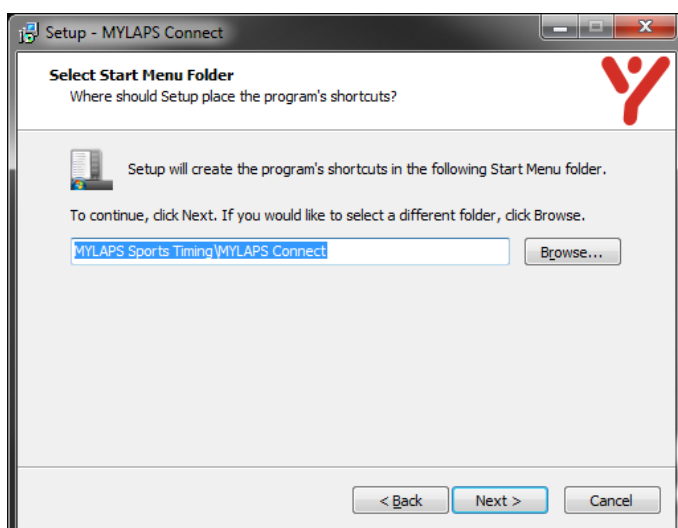 Setup - MYLAPS Connect
Select Start Menu Folder
Where should Setup place the program's shortcuts?
Setup will create the program's shortcuts in the following Start Menu folder.
To continue, click Next. If you would like to select a different folder, click Browse.
MYLAPS Sports Timing\MYLAPS Connect
Browse...
< Back
Next >
Cancel